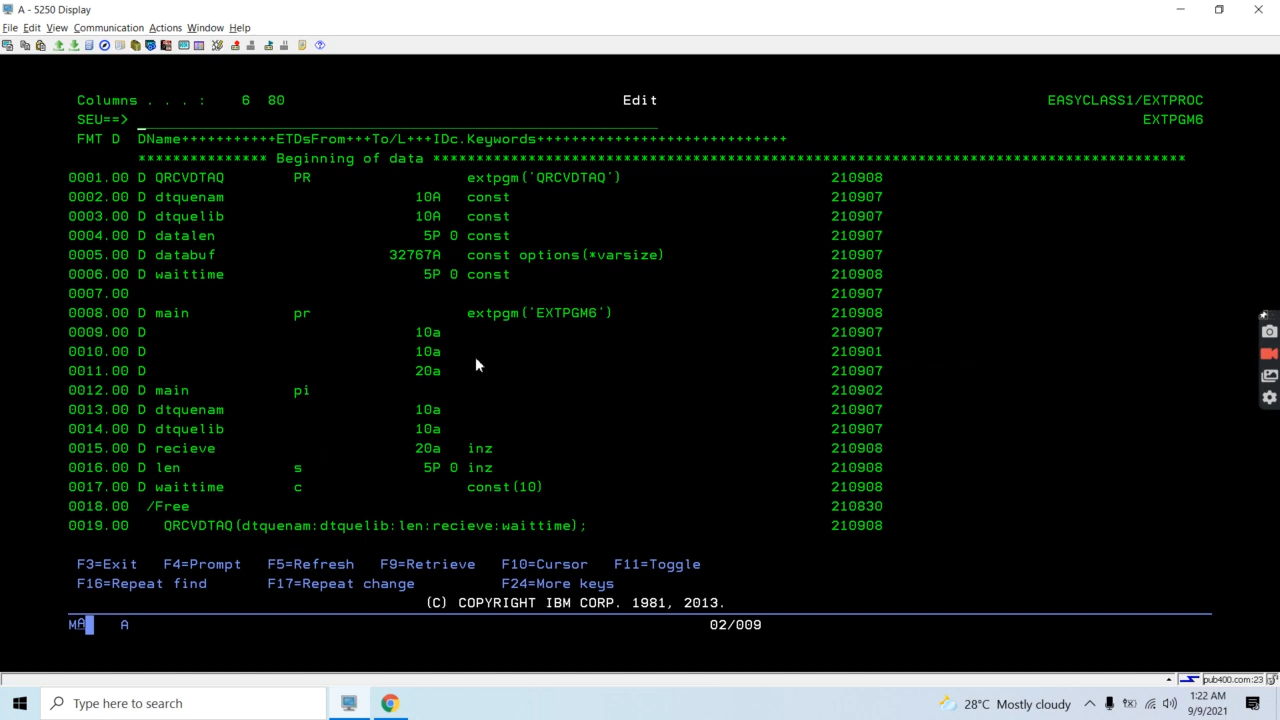 A - 5250 Display
File Edit View Communication Actions Window Help
Columns . . . : 6 80 Edit EASYCLASS1/EXTPROC
SEU==> EXTPGM6
FMT D DName+++++++++++ETDsFrom+++To/L+++IDc.Keywords+++++++++++++++++++++++++++++
*************** Beginning of data ***************************************************************************************
0001.00 D QRCVDTAQ PR extpgm('QRCVDTAQ') 210908
0002.00 D dtquenam 10A const 210907
0003.00 D dtquelib 10A const 210907
0004.00 D datalen 5P 0 const 210907
0005.00 D databuf 32767A const options(*varsize) 210907
0006.00 D waittime 5P 0 const 210908
0007.00 210907
0008.00 D main pr extpgm('EXTPGM6') 210908
0009.00 D 10a 210907
0010.00 D 10a 210901
0011.00 D 20a 210907
0012.00 D main pi 210902
0013.00 D dtquenam 10a 210907
0014.00 D dtquelib 10a 210907
0015.00 D recieve 20a inz 210908
0016.00 D len s 5P 0 inz 210908
0017.00 D waittime c const(10) 210908
0018.00 /Free 210830
0019.00 QRCVDTAQ(dtquenam:dtquelib:len:recieve:waittime); 210908
F3=Exit F4=Prompt F5=Refresh F9=Retrieve F10=Cursor F11=Toggle
F16=Repeat find F17=Repeat change F24=More keys
(C) COPYRIGHT IBM CORP. 1981, 2013.
MA A 02/009
pub400.com:23
Type here to search 28°C Mostly cloudy 1:22 AM
9/9/2021